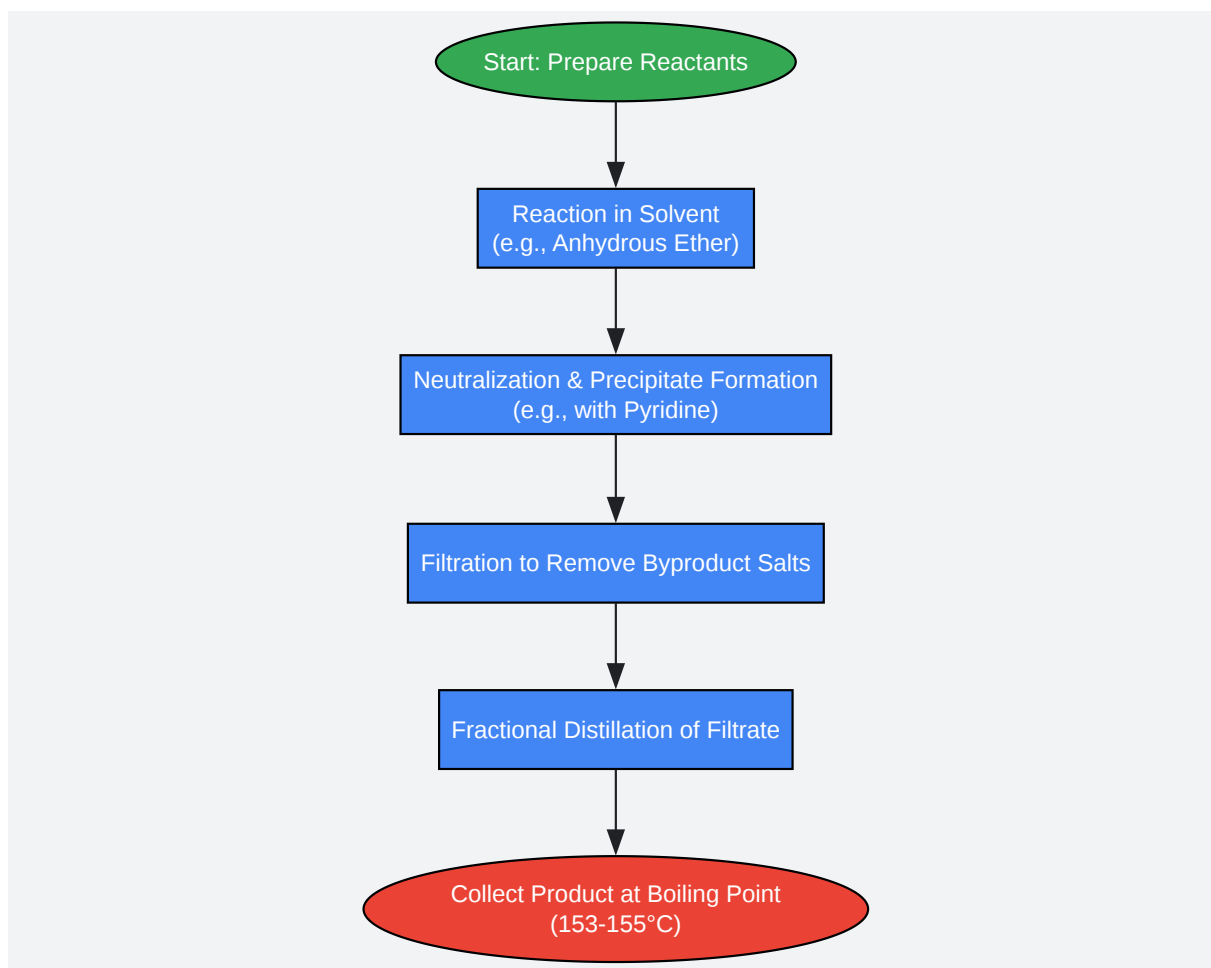 Start: Prepare Reactants
Reaction in Solvent
(e.g., Anhydrous Ether)
Neutralization & Precipitate Formation
(e.g., with Pyridine)
Filtration to Remove Byproduct Salts
Fractional Distillation of Filtrate
Collect Product at Boiling Point
(153-155°C)